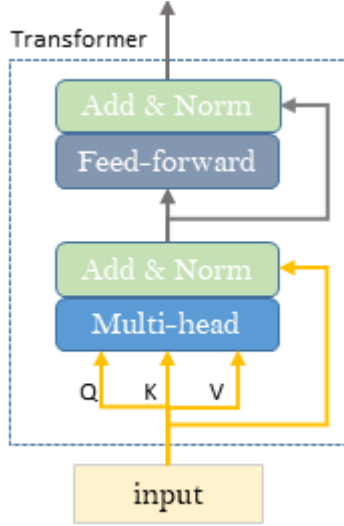 Transformer
Add & Norm
Feed-forward
Add & Norm
Multi-head
Q K V
input